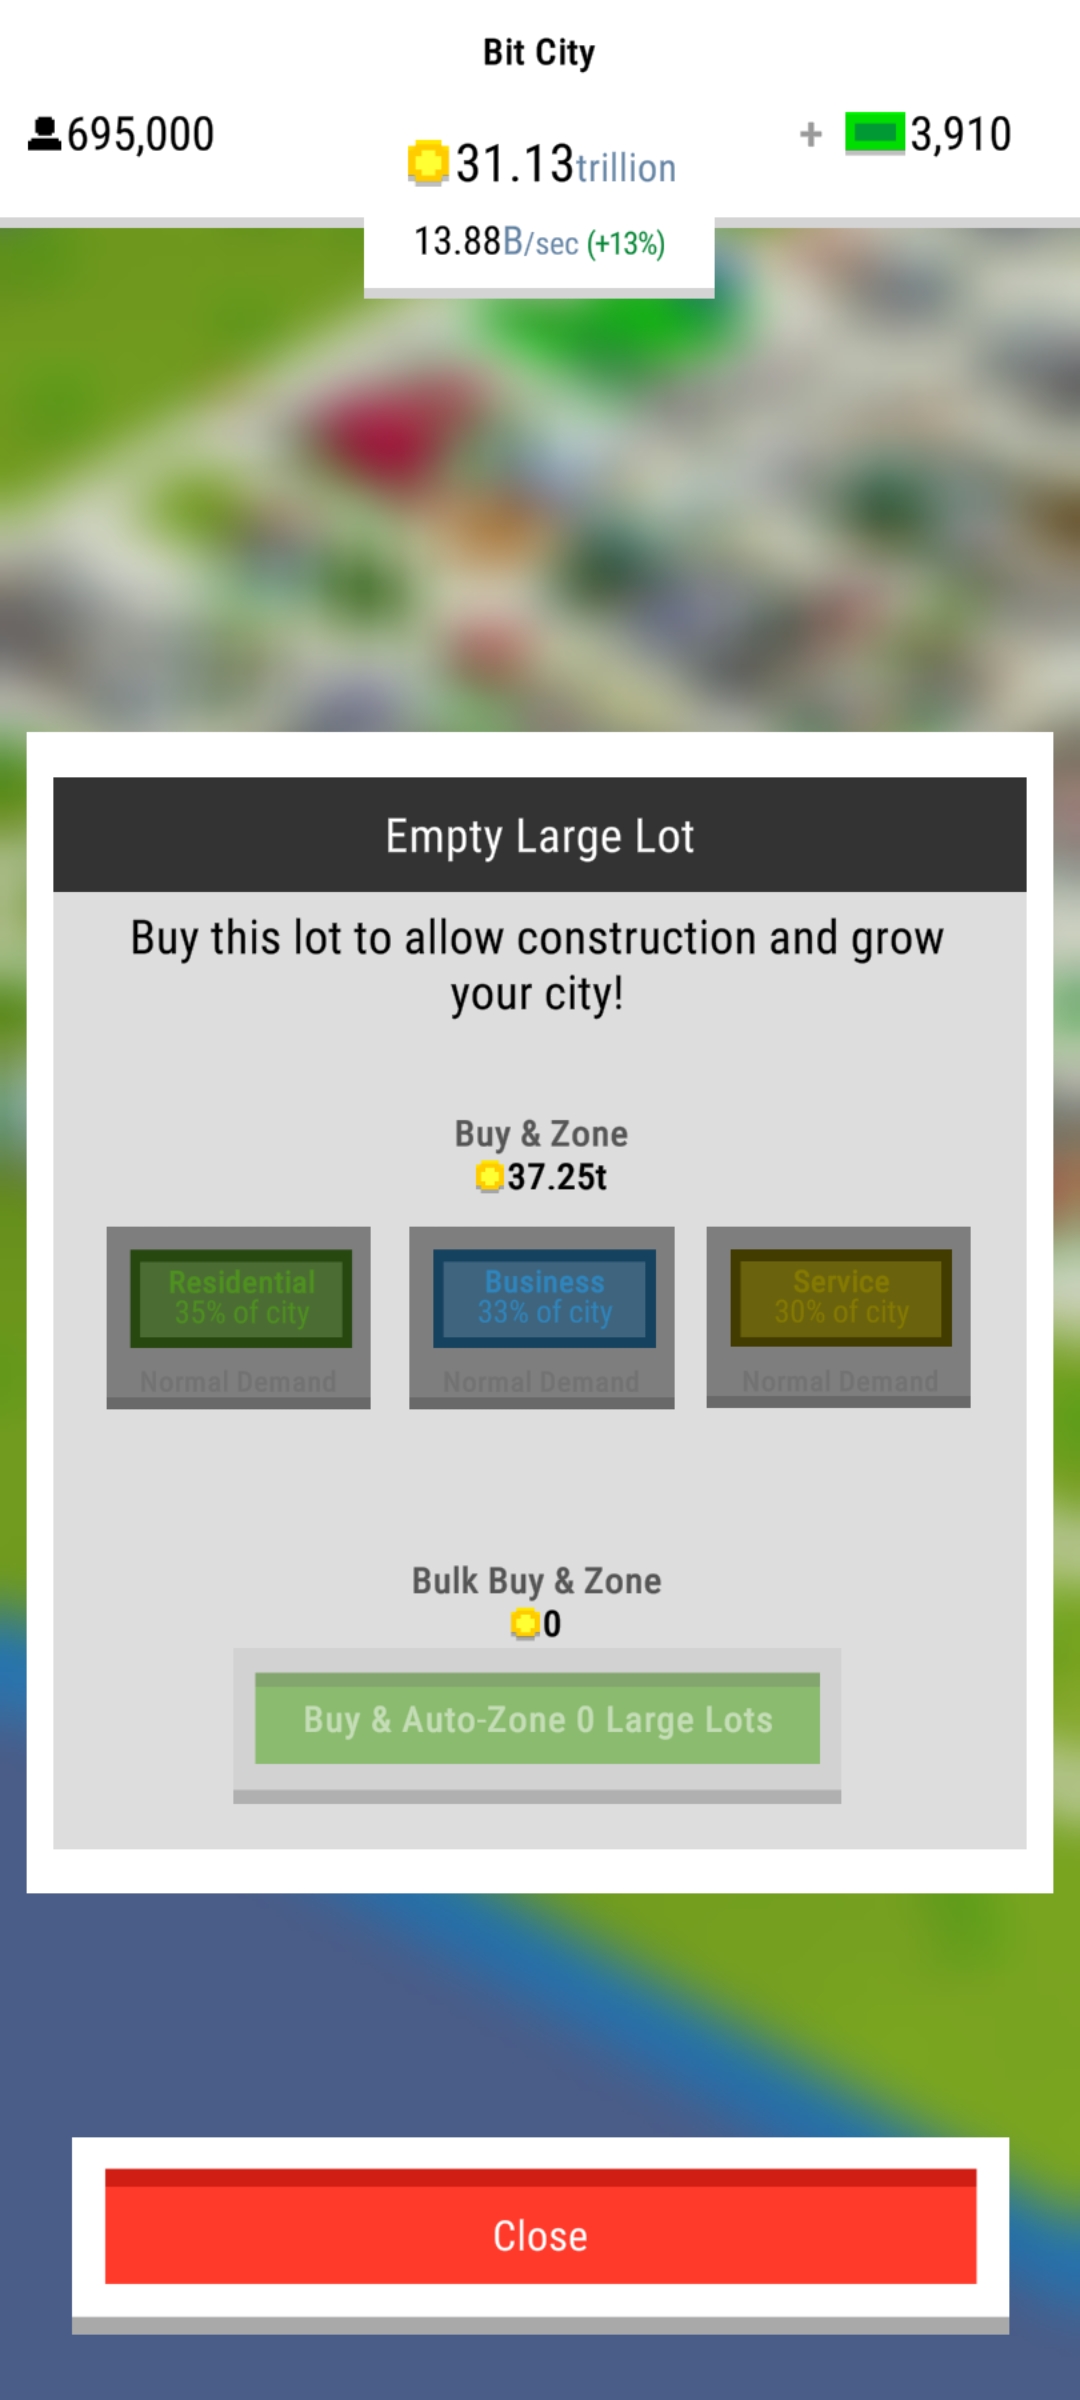 Bit City
695,000
31.13trillion
+ 3,910
13.88B/sec (+13%)
Empty Large Lot
Buy this lot to allow construction and grow
your city!
Buy & Zone
37.25t
Residential
35% of city
Normal Demand
Business
33% of city
Normal Demand
Service
30% of city
Normal Demand
Bulk Buy & Zone
0
Buy & Auto-Zone 0 Large Lots
Close